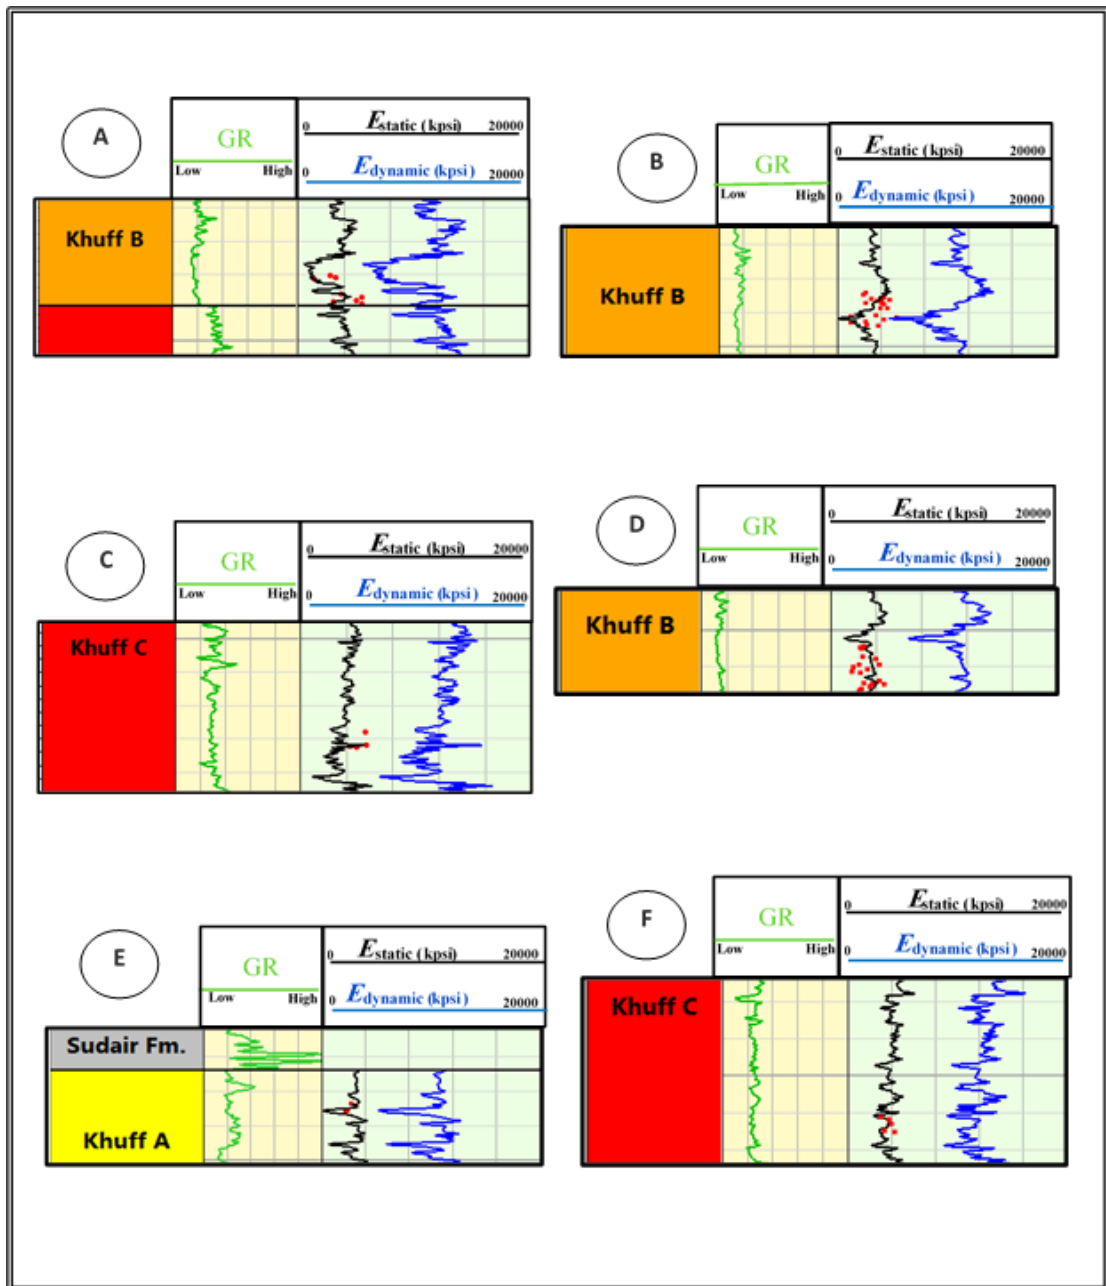 A
GR
Low High
Estatic (kpsi)
0 20000
Edynamic (kpsi)
0 20000
Khuff B
B
GR
Low High
Estatic (kpsi)
0 20000
Edynamic (kpsi)
0 20000
Khuff B
C
GR
Low High
Estatic (kpsi)
0 20000
Edynamic (kpsi)
0 20000
Khuff C
D
GR
Low High
Estatic (kpsi)
0 20000
Edynamic (kpsi)
0 20000
Khuff B
E
GR
Low High
Estatic (kpsi)
0 20000
Edynamic (kpsi)
0 20000
Sudair Fm.
Khuff A
F
GR
Low High
Estatic (kpsi)
0 20000
Edynamic (kpsi)
0 20000
Khuff C